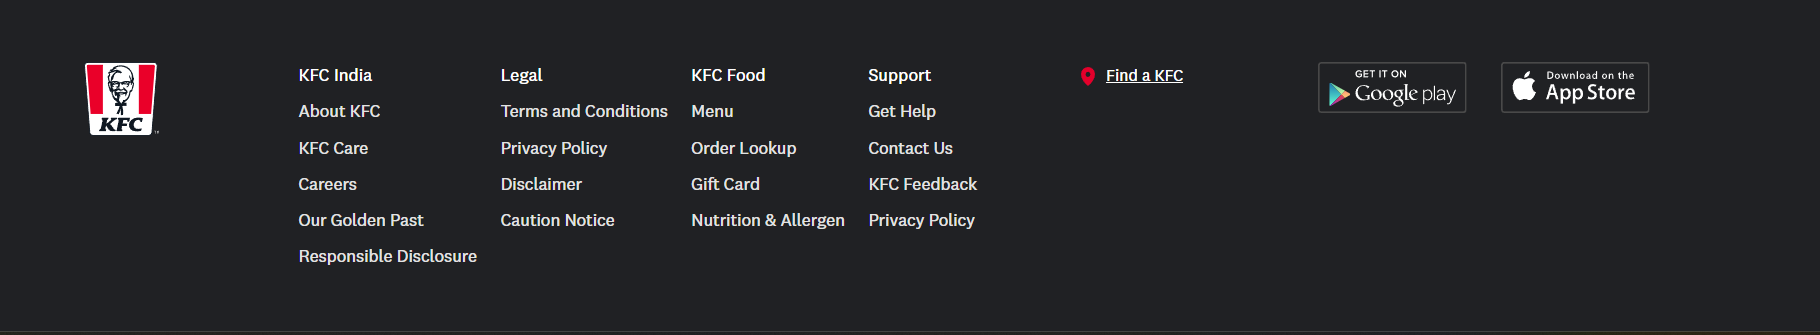 KFC
™
KFC India
About KFC
KFC Care
Careers
Our Golden Past
Responsible Disclosure
Legal
Terms and Conditions
Privacy Policy
Disclaimer
Caution Notice
KFC Food
Menu
Order Lookup
Gift Card
Nutrition & Allergen
Support
Get Help
Contact Us
KFC Feedback
Privacy Policy
Find a KFC
GET IT ON
Google play
Download on the
App Store